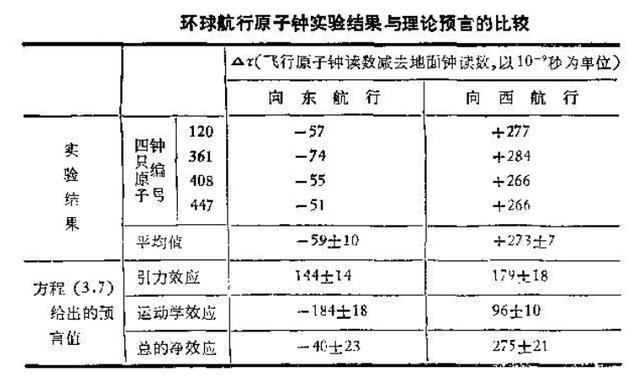 环球航行原子钟实验结果与理论预言的比较
Δτ(飞行原子钟读数减去地面钟读数,以10⁻⁹秒为单位)
向东航行 向西航行
实验结果 四只原子钟编号 120 -57 +277
361 -74 +284
408 -55 +266
447 -51 +266
平均值 -59±10 +273±7
方程(3.7)给出的预言值 引力效应 144±14 179±18
运动学效应 -184±18 96±10
总的净效应 -40±23 275±21